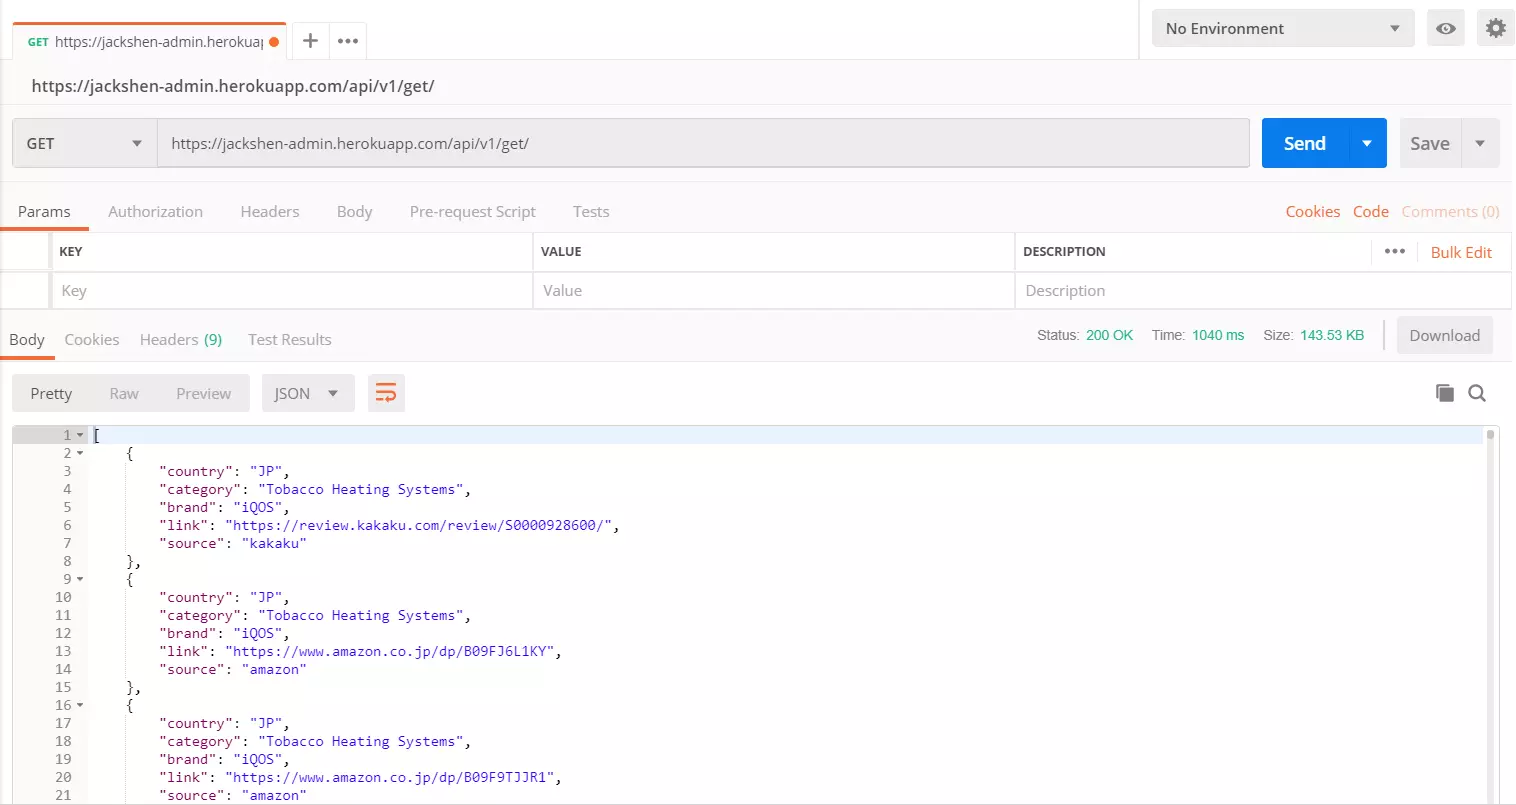 GET https://jackshen-admin.herokuap
No Environment
https://jackshen-admin.herokuapp.com/api/v1/get/
GET https://jackshen-admin.herokuapp.com/api/v1/get/ Send Save
Params Authorization Headers Body Pre-request Script Tests Cookies Code Comments (0)
KEY VALUE DESCRIPTION Bulk Edit
Key Value Description
Body Cookies Headers (9) Test Results Status: 200 OK Time: 1040 ms Size: 143.53 KB Download
Pretty Raw Preview JSON
1 [
2 {
3 "country": "JP",
4 "category": "Tobacco Heating Systems",
5 "brand": "iQOS",
6 "link": "https://review.kakaku.com/review/S0000928600/",
7 "source": "kakaku"
8 },
9 {
10 "country": "JP",
11 "category": "Tobacco Heating Systems",
12 "brand": "iQOS",
13 "link": "https://www.amazon.co.jp/dp/B09FJ6L1KY",
14 "source": "amazon"
15 },
16 {
17 "country": "JP",
18 "category": "Tobacco Heating Systems",
19 "brand": "iQOS",
20 "link": "https://www.amazon.co.jp/dp/B09F9TJJR1",
21 "source": "amazon"